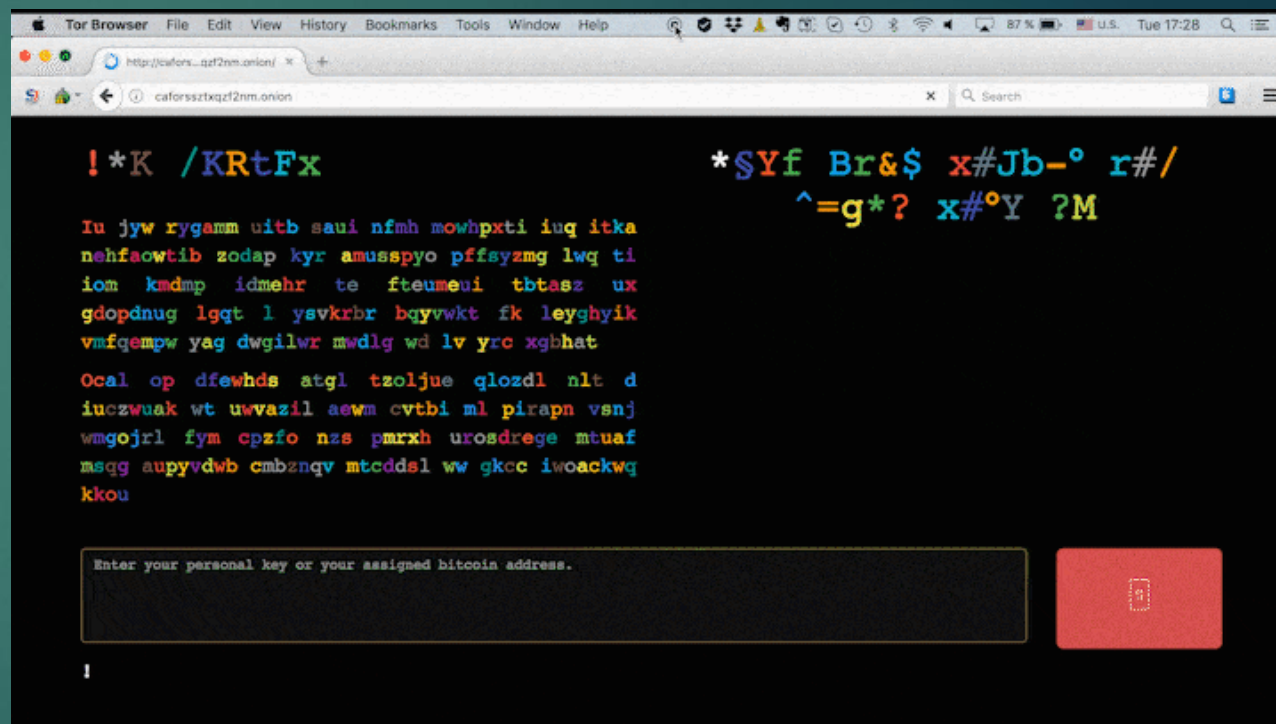 Tor Browser File Edit View History Bookmarks Tools Window Help 87% U.S. Tue 17:28
http://cafors...qzf2nm.onion/
caforssztxqzf2nm.onion Search
!*K /KRtFx
*§Yf Br&$ x#Jb-° r#/
^=g*? x#°Y ?M
Iu jyw rygamm uitb saui nfmh mowhpxti iuq itka
nehfaowtib zodap kyr amusspyo pffsyzmg lwq ti
iom kmdmp idmehr te fteumeui tbtasz ux
gdopdnug lgqt l ysvkrbr bqyvwkt fk leyghyik
vmfqempw yag dwgilwr mwdlg wd lv yrc xgbhat
Ocal op dfewhds atgl tzoljue qlozdl nlt d
iuczwuak wt uwvazil aewm cvtbi ml pirapn vsnj
wmgojrl fym cpzfo nzs pmrxh urosdrege mtuaf
msqg aupyvdwb cmbznqv mtcddsl ww gkcc iwoackwq
kkou
Enter your personal key or your assigned bitcoin address.
!